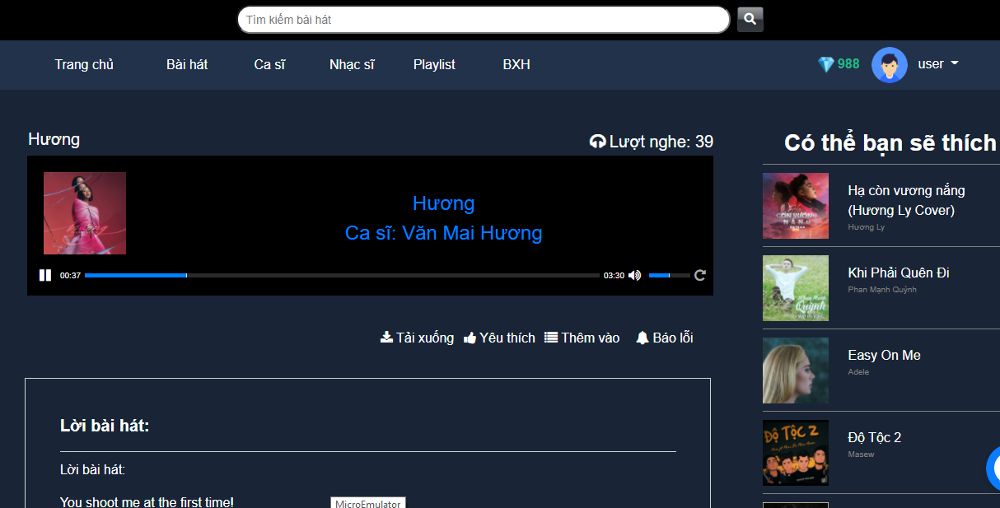 Tìm kiếm bài hát
Trang chủ Bài hát Ca sĩ Nhạc sĩ Playlist BXH 988 user
Hương
Lượt nghe: 39
Hương
Ca sĩ: Văn Mai Hương
00:37 03:30
Tải xuống Yêu thích Thêm vào Báo lỗi
Lời bài hát:
Lời bài hát:
You shoot me at the first time!
MicroEmulator
Có thể bạn sẽ thích
Hạ còn vương nắng
(Hương Ly Cover)
Hương Ly
Khi Phải Quên Đi
Phan Mạnh Quỳnh
Quỳnh
Easy On Me
Adele
ĐỘ TỘC 2
Độ Tộc 2
Masew